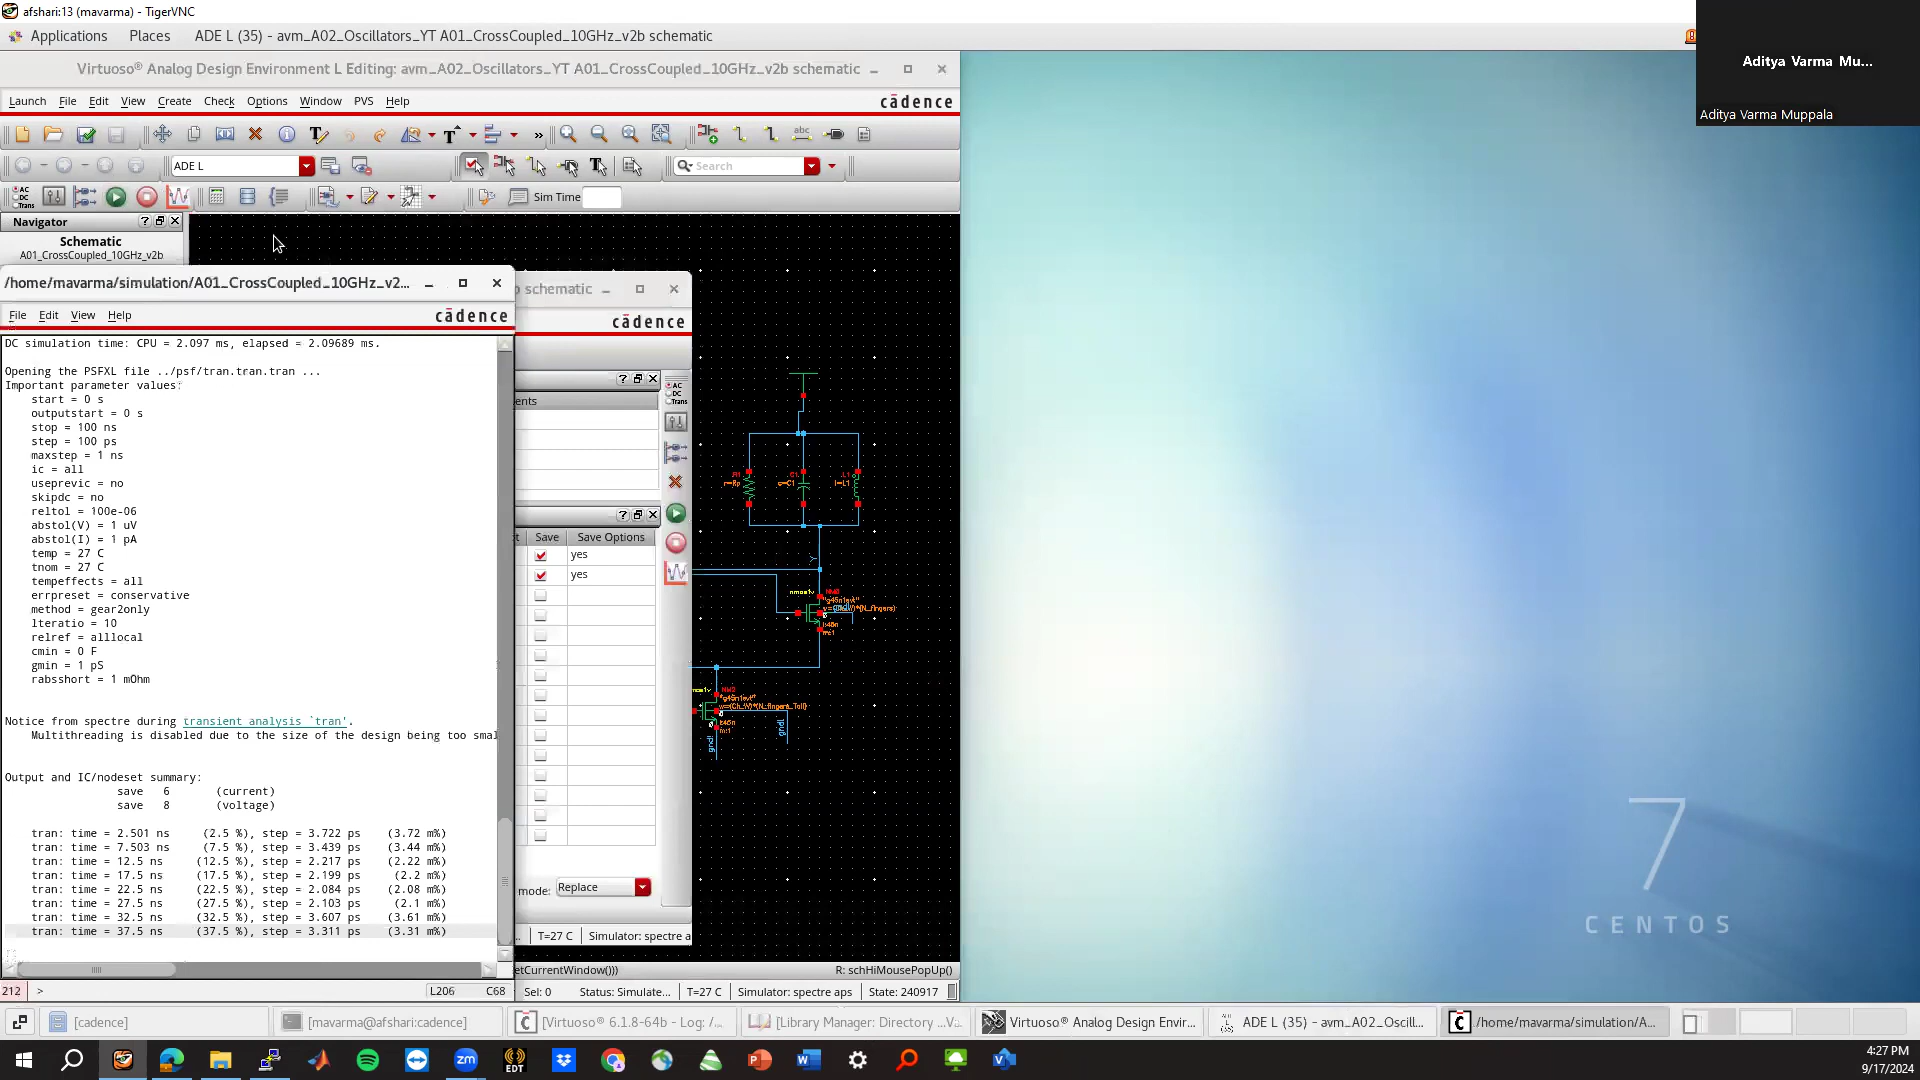 afshari:13 (mavarma) - TigerVNC
Applications Places ADE L (35) - avm_A02_Oscillators_YT A01_CrossCoupled_10GHz_v2b schematic
Aditya Varma Mu...
Aditya Varma Muppala
Virtuoso® Analog Design Environment L Editing: avm_A02_Oscillators_YT A01_CrossCoupled_10GHz_v2b schematic
Launch File Edit View Create Check Options Window PVS Help
cādence
ADE L
Search
AC
DC
Trans
Sim Time
Navigator
Schematic
A01_CrossCoupled_10GHz_v2b
/home/mavarma/simulation/A01_CrossCoupled_10GHz_v2...
schematic
File Edit View Help
cādence
cādence
DC simulation time: CPU = 2.097 ms, elapsed = 2.09689 ms.
Opening the PSFXL file ../psf/tran.tran.tran ...
Important parameter values:
start = 0 s
outputstart = 0 s
stop = 100 ns
step = 100 ps
maxstep = 1 ns
ic = all
useprevic = no
skipdc = no
reltol = 100e-06
abstol(V) = 1 uV
abstol(I) = 1 pA
temp = 27 C
tnom = 27 C
tempeffects = all
errpreset = conservative
method = gear2only
lteratio = 10
relref = alllocal
cmin = 0 F
gmin = 1 pS
rabsshort = 1 mOhm
Notice from spectre during transient analysis `tran'.
Multithreading is disabled due to the size of the design being too smal
Output and IC/nodeset summary:
save 6 (current)
save 8 (voltage)
tran: time = 2.501 ns (2.5 %), step = 3.722 ps (3.72 m%)
tran: time = 7.503 ns (7.5 %), step = 3.439 ps (3.44 m%)
tran: time = 12.5 ns (12.5 %), step = 2.217 ps (2.22 m%)
tran: time = 17.5 ns (17.5 %), step = 2.199 ps (2.2 m%)
tran: time = 22.5 ns (22.5 %), step = 2.084 ps (2.08 m%)
tran: time = 27.5 ns (27.5 %), step = 2.103 ps (2.1 m%)
tran: time = 32.5 ns (32.5 %), step = 3.607 ps (3.61 m%)
tran: time = 37.5 ns (37.5 %), step = 3.311 ps (3.31 m%)
212 >
L206 C68
ents
AC
DC
Trans
t Save Save Options
yes
yes
mode: Replace
T=27 C Simulator: spectre a
r=Rp
l=L1
nmos1v
gnd!
gnd!
etCurrentWindow()))
R: schHiMousePopUp()
Sel: 0 Status: Simulate... T=27 C Simulator: spectre aps State: 240917
7
CENTOS
[cadence]
[mavarma@afshari:cadence]
[Virtuoso® 6.1.8-64b - Log: /...
[Library Manager: Directory ...Va...
Virtuoso® Analog Design Envir...
ADE L (35) - avm_A02_Oscill...
/home/mavarma/simulation/A...
zm
EDT
4:27 PM
9/17/2024